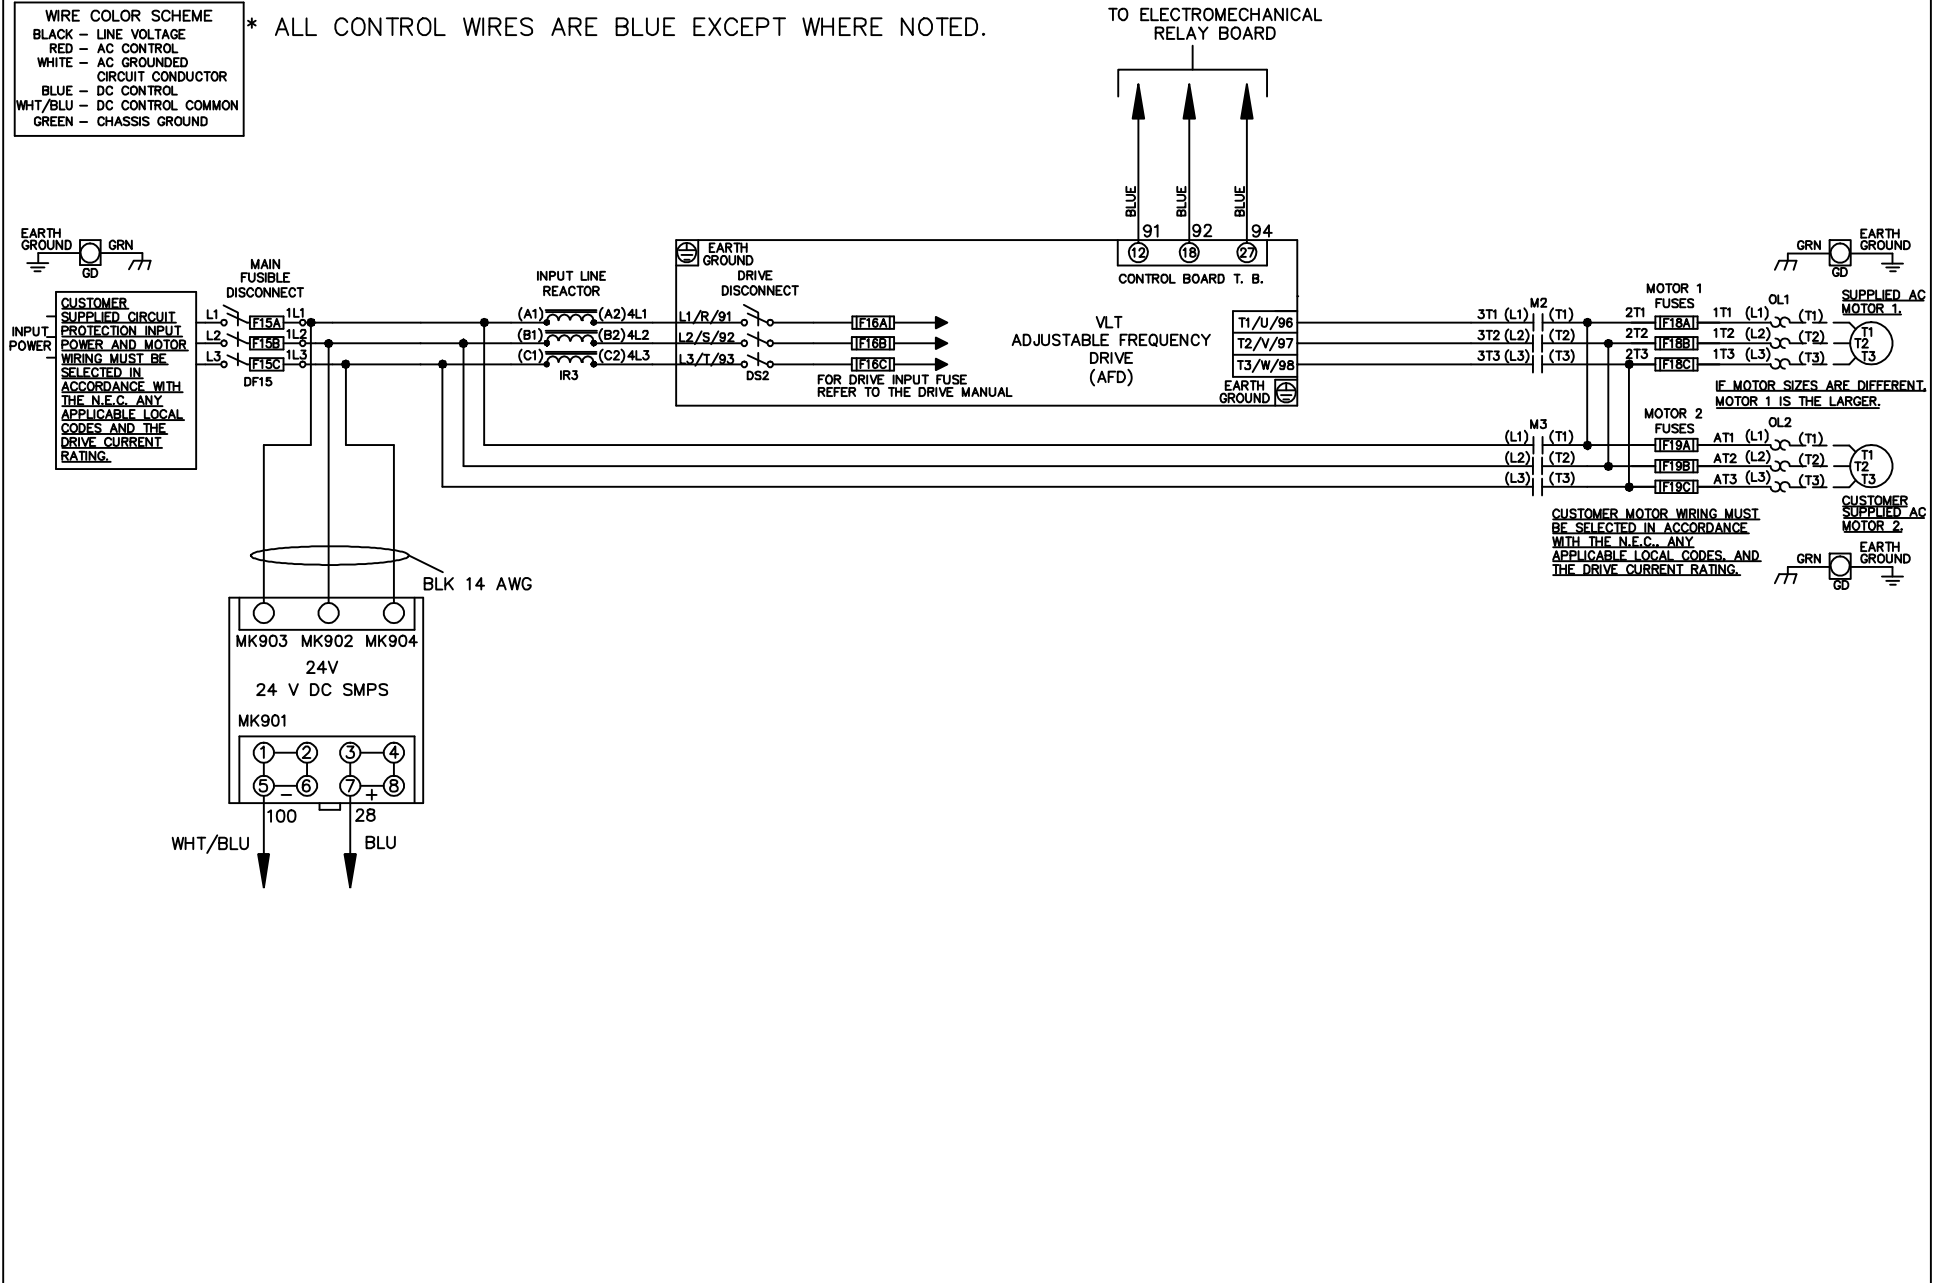 WIRE COLOR SCHEME
BLACK – LINE VOLTAGE
RED – AC CONTROL
WHITE – AC GROUNDED
CIRCUIT CONDUCTOR
BLUE – DC CONTROL
WHT/BLU – DC CONTROL COMMON
GREEN – CHASSIS GROUND
* ALL CONTROL WIRES ARE BLUE EXCEPT WHERE NOTED.
TO ELECTROMECHANICAL
RELAY BOARD
BLUE
BLUE
BLUE
91 92 94
12 18 27
CONTROL BOARD T. B.
EARTH
GROUND
GRN
GD
INPUT
POWER
CUSTOMER
SUPPLIED CIRCUIT
PROTECTION INPUT
POWER AND MOTOR
WIRING MUST BE
SELECTED IN
ACCORDANCE WITH
THE N.E.C. ANY
APPLICABLE LOCAL
CODES AND THE
DRIVE CURRENT
RATING.
MAIN
FUSIBLE
DISCONNECT
L1 F15A 1L1
L2 F15B 1L2
L3 F15C 1L3
DF15
INPUT LINE
REACTOR
(A1) (A2) 4L1
(B1) (B2) 4L2
(C1) (C2) 4L3
IR3
EARTH
GROUND
DRIVE
DISCONNECT
L1/R/91
L2/S/92
L3/T/93
DS2
F16A
F16B
F16C
FOR DRIVE INPUT FUSE
REFER TO THE DRIVE MANUAL
VLT
ADJUSTABLE FREQUENCY
DRIVE
(AFD)
T1/U/96
T2/V/97
T3/W/98
EARTH
GROUND
M2
3T1 (L1) (T1)
3T2 (L2) (T2)
3T3 (L3) (T3)
MOTOR 1
FUSES
2T1 F18A 1T1 (L1) (T1)
2T2 F18B 1T2 (L2) (T2)
2T3 F18C 1T3 (L3) (T3)
OL1
GRN
EARTH
GROUND
GD
SUPPLIED AC
MOTOR 1.
T1
T2
T3
IF MOTOR SIZES ARE DIFFERENT,
MOTOR 1 IS THE LARGER.
M3
(L1) (T1)
(L2) (T2)
(L3) (T3)
MOTOR 2
FUSES
F19A AT1 (L1) (T1)
F19B AT2 (L2) (T2)
F19C AT3 (L3) (T3)
OL2
T1
T2
T3
CUSTOMER
SUPPLIED AC
MOTOR 2.
CUSTOMER MOTOR WIRING MUST
BE SELECTED IN ACCORDANCE
WITH THE N.E.C., ANY
APPLICABLE LOCAL CODES, AND
THE DRIVE CURRENT RATING.
GRN
EARTH
GROUND
GD
BLK 14 AWG
MK903 MK902 MK904
24V
24 V DC SMPS
MK901
1 2 3 4
5 6 7 8
– +
100 28
WHT/BLU BLU